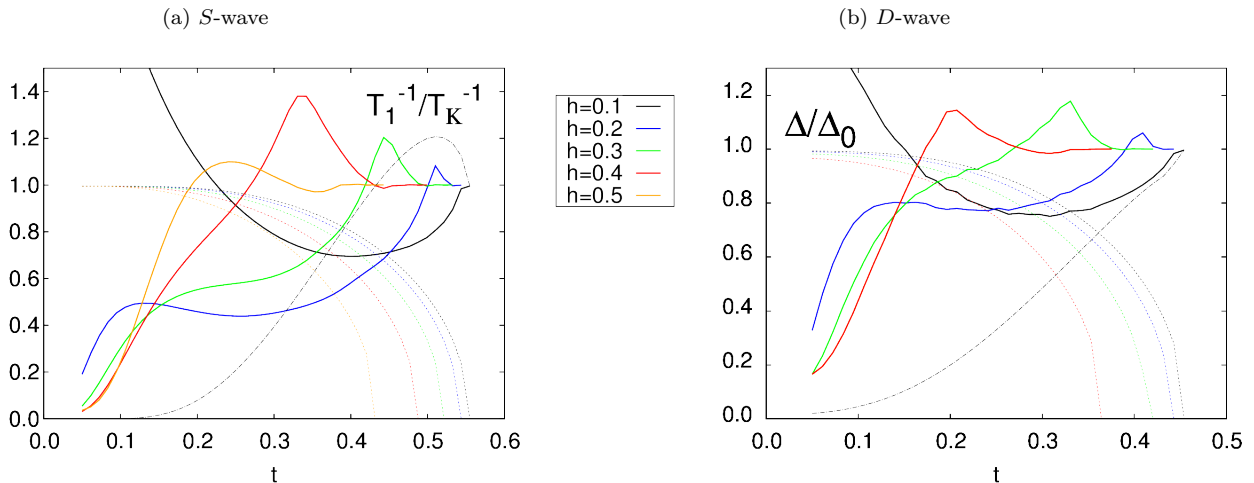 (a) S-wave
(b) D-wave
T₁⁻¹/T_K⁻¹
1.4
1.2
1.0
0.8
0.6
0.4
0.2
0.0
0.0 0.1 0.2 0.3 0.4 0.5 0.6
t
h=0.1
h=0.2
h=0.3
h=0.4
h=0.5
Δ/Δ₀
1.2
1.0
0.8
0.6
0.4
0.2
0.0
0.0 0.1 0.2 0.3 0.4 0.5
t